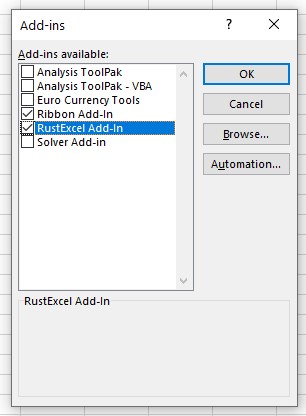 Add-ins
Add-ins available:
Analysis ToolPak
Analysis ToolPak - VBA
Euro Currency Tools
Ribbon Add-In
RustExcel Add-In
Solver Add-in
OK
Cancel
Browse...
Automation...
RustExcel Add-In